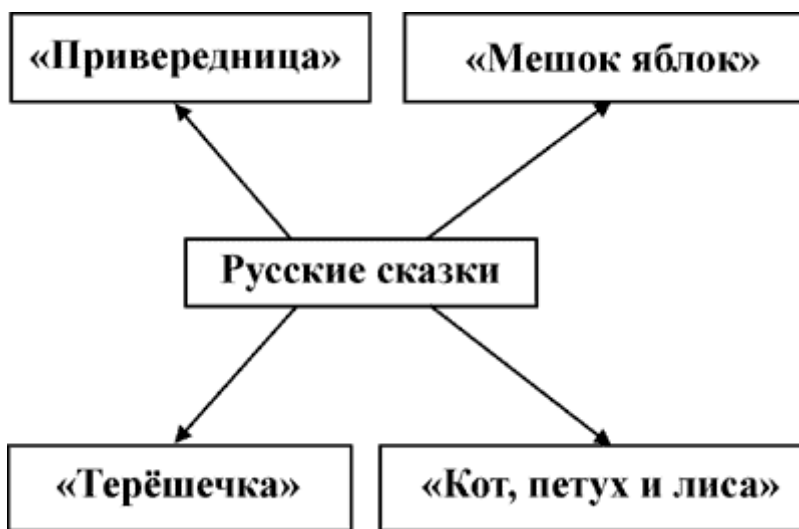 «Привередница»
«Мешок яблок»
Русские сказки
«Терёшечка»
«Кот, петух и лиса»